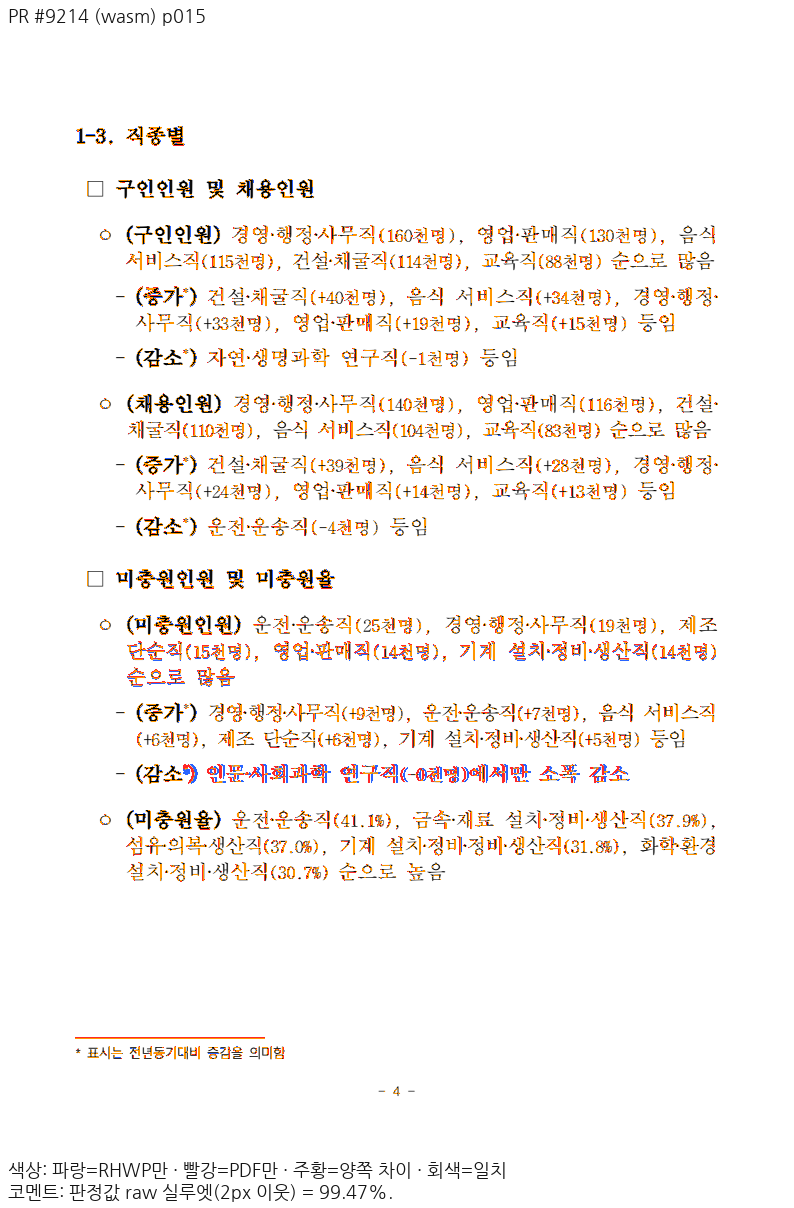 PR #9214 (wasm) p015
1-3. 직종별
□ 구인인원 및 채용인원
○ (구인인원) 경영·행정·사무직(160천명), 영업·판매직(130천명), 음식
서비스직(115천명), 건설·채굴직(114천명), 교육직(88천명) 순으로 많음
- (증가*) 건설·채굴직(+40천명), 음식 서비스직(+34천명), 경영·행정·
사무직(+33천명), 영업·판매직(+19천명), 교육직(+15천명) 등임
- (감소*) 자연·생명과학 연구직(-1천명) 등임
○ (채용인원) 경영·행정·사무직(140천명), 영업·판매직(116천명), 건설·
채굴직(110천명), 음식 서비스직(104천명), 교육직(83천명) 순으로 많음
- (증가*) 건설·채굴직(+39천명), 음식 서비스직(+28천명), 경영·행정·
사무직(+24천명), 영업·판매직(+14천명), 교육직(+13천명) 등임
- (감소*) 운전·운송직(-4천명) 등임
□ 미충원인원 및 미충원율
○ (미충원인원) 운전·운송직(25천명), 경영·행정·사무직(19천명), 제조
단순직(15천명), 영업·판매직(14천명), 기계 설치·정비·생산직(14천명)
순으로 많음
- (증가*) 경영·행정·사무직(+9천명), 운전·운송직(+7천명), 음식 서비스직
(+6천명), 제조 단순직(+6천명), 기계 설치·정비·생산직(+5천명) 등임
- (감소*) 인문·사회과학 연구직(-0천명)에서만 소폭 감소
○ (미충원율) 운전·운송직(41.1%), 금속·재료 설치·정비·생산직(37.9%),
섬유·의복·생산직(37.0%), 기계 설치·정비·정비·생산직(31.8%), 화학·환경
설치·정비·생산직(30.7%) 순으로 높음
* 표시는 전년동기대비 증감을 의미함
- 4 -
색상: 파랑=RHWP만 · 빨강=PDF만 · 주황=양쪽 차이 · 회색=일치
코멘트: 판정값 raw 실루엣(2px 이웃) = 99.47%.